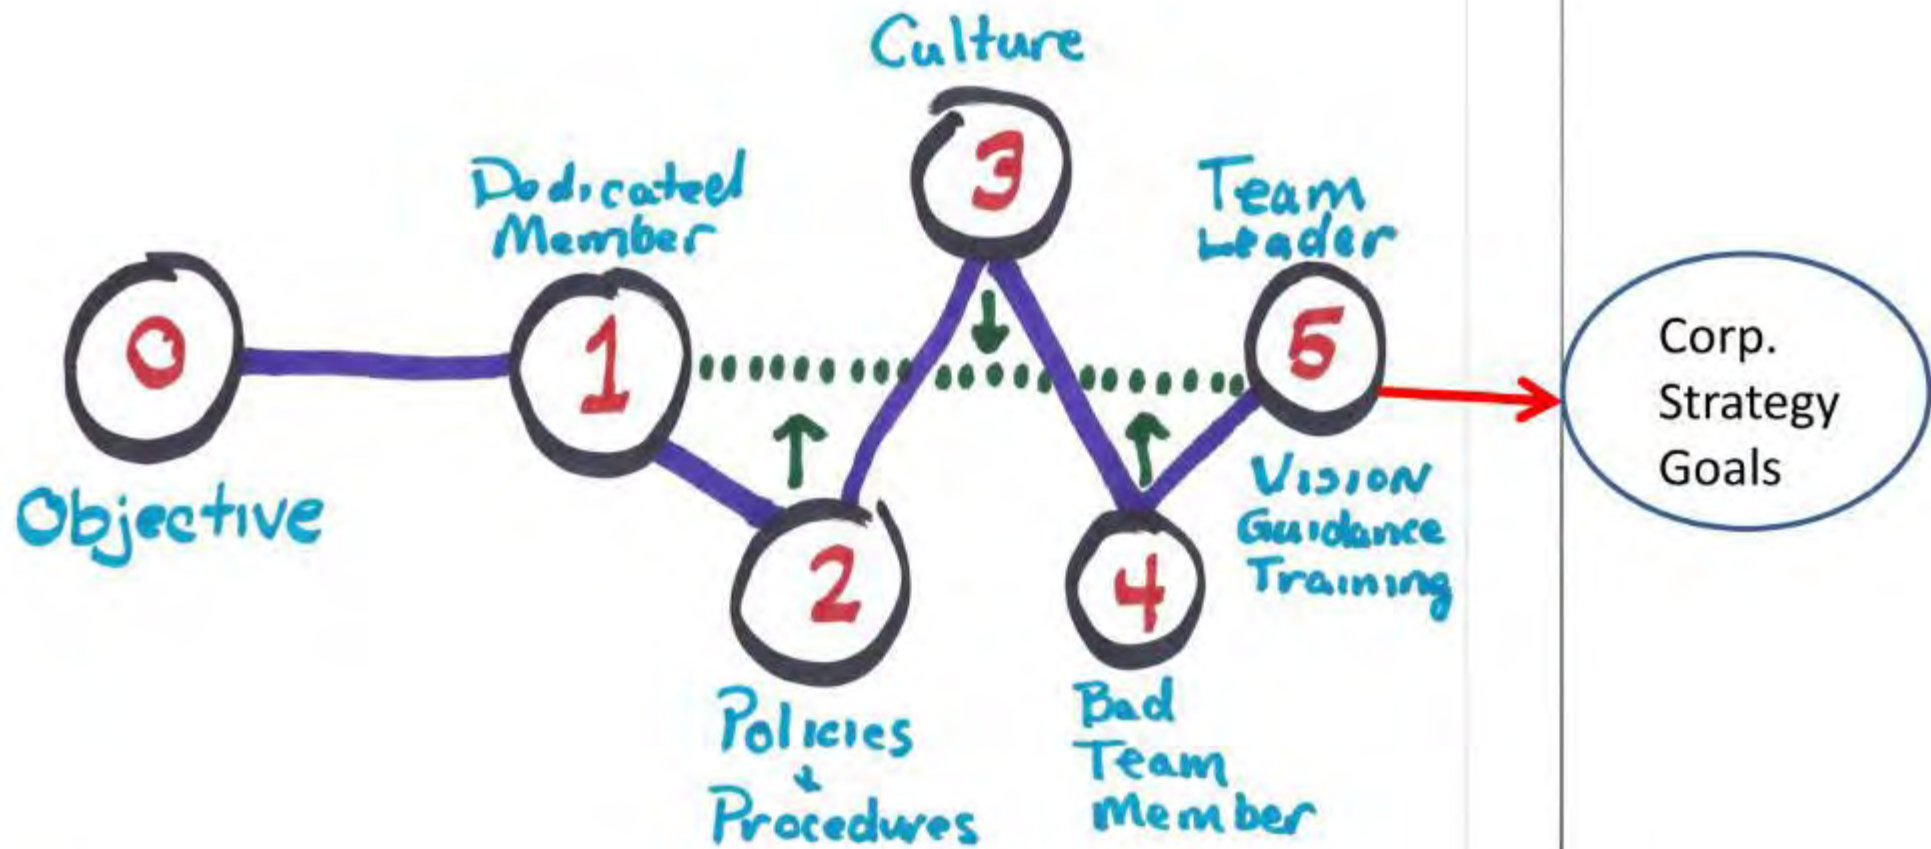 Culture
3
Dedicated
Member
Team
Leader
0
1
5
Corp.
Strategy
Goals
Objective
Vision
Guidance
Training
2
4
Policies
+
Procedures
Bad
Team
Member